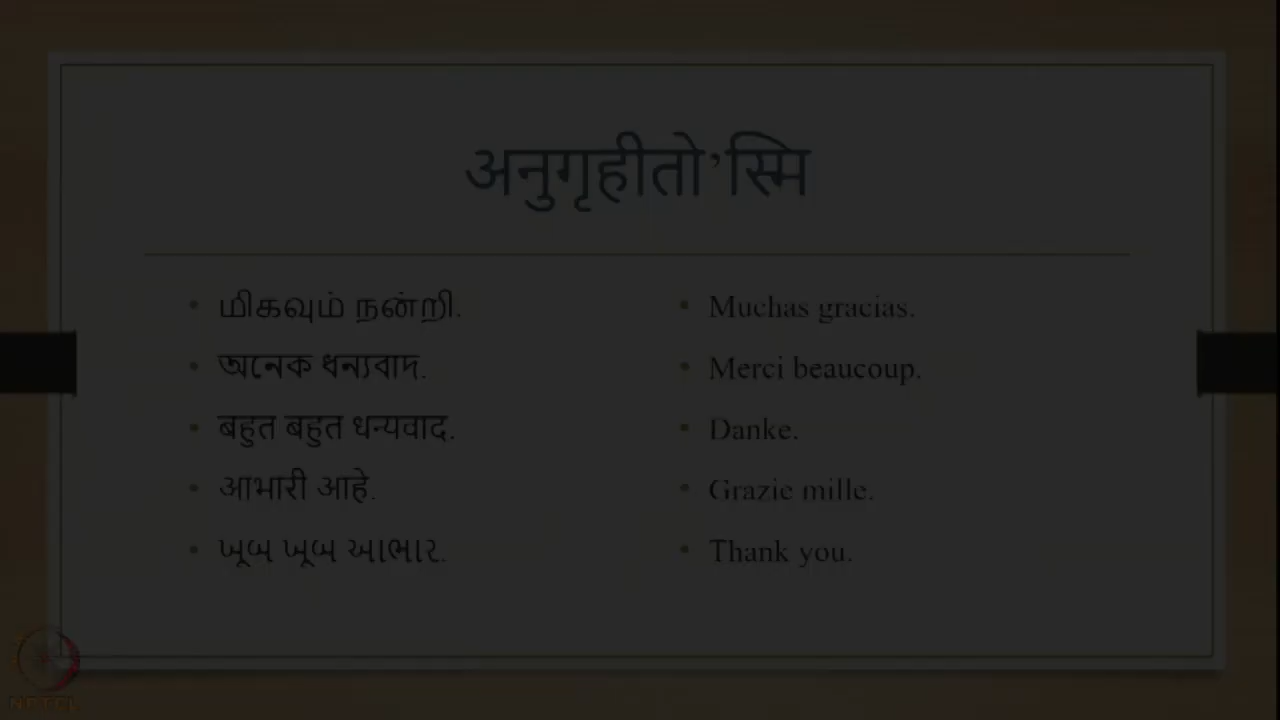 अनुगृहीतो’स्मि
மிகவும் நன்றி.
অনেক ধন্যবাদ.
बहुत बहुत धन्यवाद.
आभारी आहे.
ખૂબ ખૂબ આભાર.
Muchas gracias.
Merci beaucoup.
Danke.
Grazie mille.
Thank you.
NPTEL